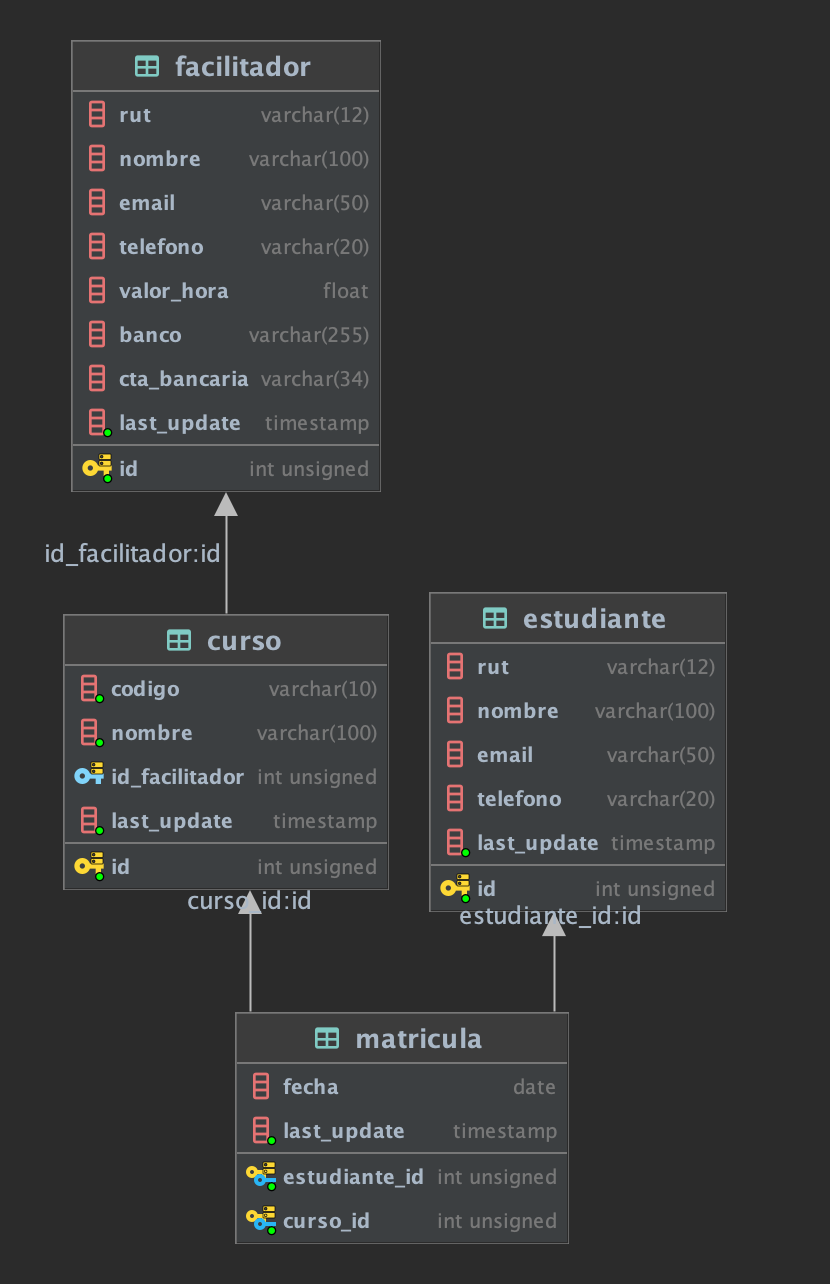 facilitador
rut varchar(12)
nombre varchar(100)
email varchar(50)
telefono varchar(20)
valor_hora float
banco varchar(255)
cta_bancaria varchar(34)
last_update timestamp
id int unsigned
id_facilitador:id
curso
codigo varchar(10)
nombre varchar(100)
id_facilitador int unsigned
last_update timestamp
id int unsigned
curso_id:id
estudiante
rut varchar(12)
nombre varchar(100)
email varchar(50)
telefono varchar(20)
last_update timestamp
id int unsigned
estudiante_id:id
matricula
fecha date
last_update timestamp
estudiante_id int unsigned
curso_id int unsigned